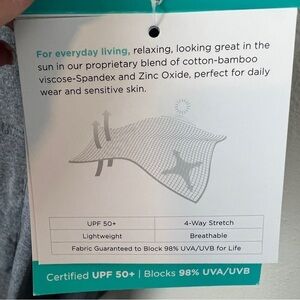 For everyday living, relaxing, looking great in the
sun in our proprietary blend of cotton-bamboo
viscose-Spandex and Zinc Oxide, perfect for daily
wear and sensitive skin.
UPF 50+ 4-Way Stretch
Lightweight Breathable
Fabric Guaranteed to Block 98% UVA/UVB for Life
Certified UPF 50+ | Blocks 98% UVA/UVB